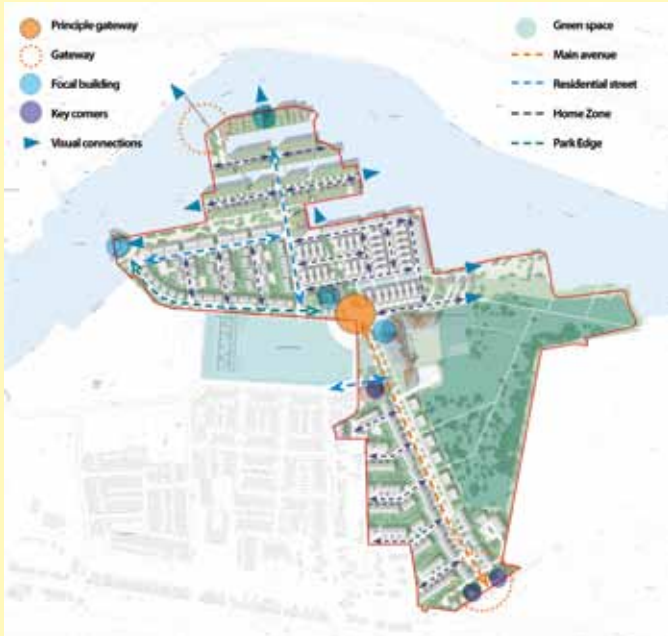 Principle gateway
Gateway
Focal building
Key corners
Visual connections
Green space
Main avenue
Residential street
Home Zone
Park Edge